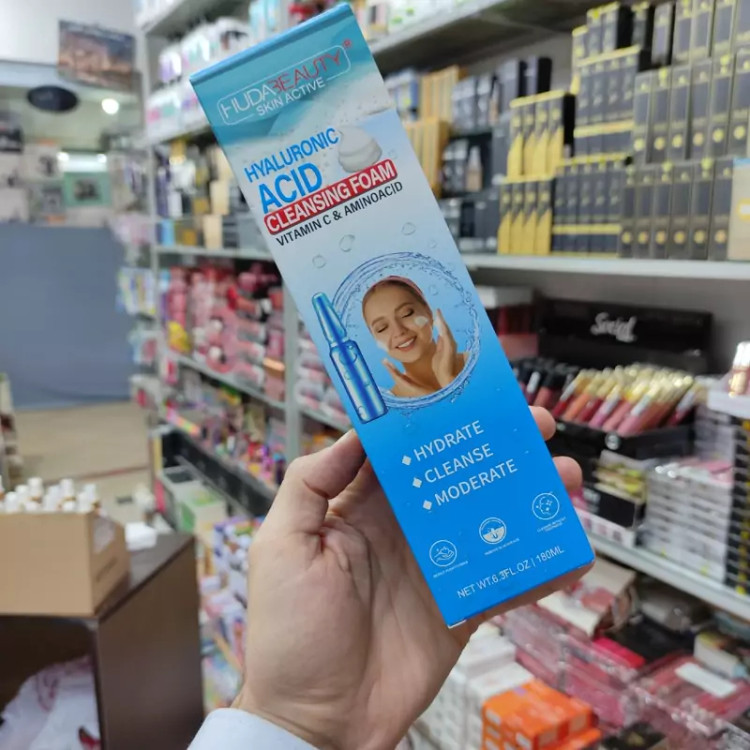 HUDABEAUTY®
SKIN ACTIVE
HYALURONIC
ACID
CLEANSING FOAM
VITAMIN C & AMINOACID
HYDRATE
CLEANSE
MODERATE
NET WT.6.3FL.OZ | 180ML
Social